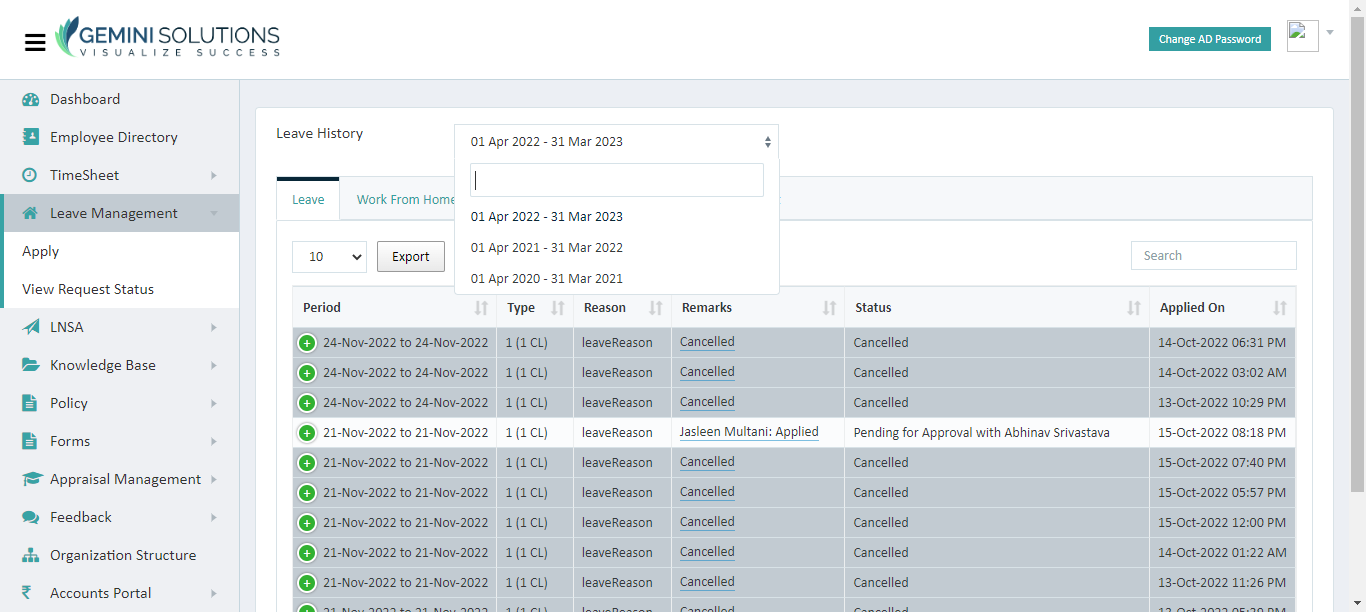 GEMINI SOLUTIONS
VISUALIZE SUCCESS
Change AD Password
Dashboard
Employee Directory
TimeSheet
Leave Management
Apply
View Request Status
LNSA
Knowledge Base
Policy
Forms
Appraisal Management
Feedback
Organization Structure
Accounts Portal
Leave History
01 Apr 2022 - 31 Mar 2023
01 Apr 2022 - 31 Mar 2023
01 Apr 2021 - 31 Mar 2022
01 Apr 2020 - 31 Mar 2021
Leave Work From Home
10 Export Search
Period Type Reason Remarks Status Applied On
24-Nov-2022 to 24-Nov-2022 1 (1 CL) leaveReason Cancelled Cancelled 14-Oct-2022 06:31 PM
24-Nov-2022 to 24-Nov-2022 1 (1 CL) leaveReason Cancelled Cancelled 14-Oct-2022 03:02 AM
24-Nov-2022 to 24-Nov-2022 1 (1 CL) leaveReason Cancelled Cancelled 13-Oct-2022 10:29 PM
21-Nov-2022 to 21-Nov-2022 1 (1 CL) leaveReason Jasleen Multani: Applied Pending for Approval with Abhinav Srivastava 15-Oct-2022 08:18 PM
21-Nov-2022 to 21-Nov-2022 1 (1 CL) leaveReason Cancelled Cancelled 15-Oct-2022 07:40 PM
21-Nov-2022 to 21-Nov-2022 1 (1 CL) leaveReason Cancelled Cancelled 15-Oct-2022 05:57 PM
21-Nov-2022 to 21-Nov-2022 1 (1 CL) leaveReason Cancelled Cancelled 15-Oct-2022 12:00 PM
21-Nov-2022 to 21-Nov-2022 1 (1 CL) leaveReason Cancelled Cancelled 14-Oct-2022 01:22 AM
21-Nov-2022 to 21-Nov-2022 1 (1 CL) leaveReason Cancelled Cancelled 13-Oct-2022 11:26 PM